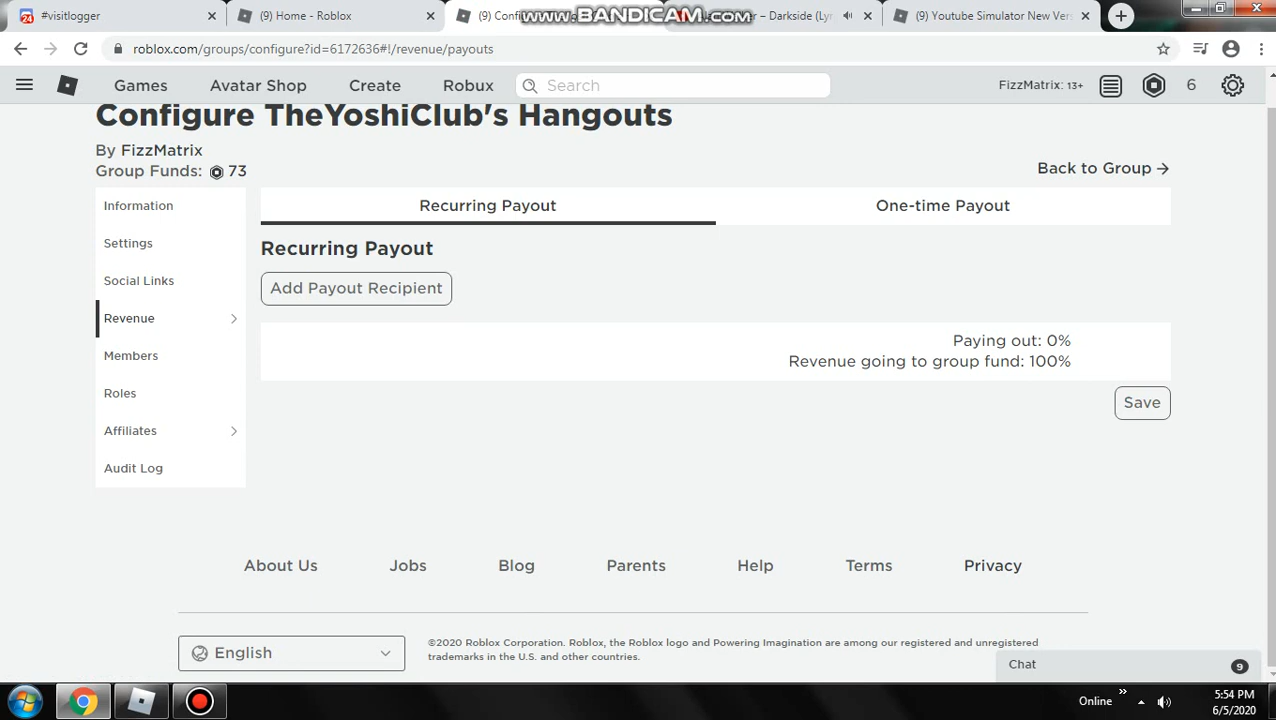 #visitlogger
(9) Home - Roblox
(9) Con
www.BANDICAM.com
– Darkside (Ly
(9) Youtube Simulator New Vers
roblox.com/groups/configure?id=6172636#!/revenue/payouts
Games
Avatar Shop
Create
Robux
Search
FizzMatrix: 13+
6
Configure TheYoshiClub's Hangouts
By FizzMatrix
Group Funds: 73
Back to Group →
Information
Settings
Social Links
Revenue
Members
Roles
Affiliates
Audit Log
Recurring Payout
One-time Payout
Recurring Payout
Add Payout Recipient
Paying out: 0%
Revenue going to group fund: 100%
Save
About Us
Jobs
Blog
Parents
Help
Terms
Privacy
English
©2020 Roblox Corporation. Roblox, the Roblox logo and Powering Imagination are among our registered and unregistered
trademarks in the U.S. and other countries.
Chat
9
Online
5:54 PM
6/5/2020